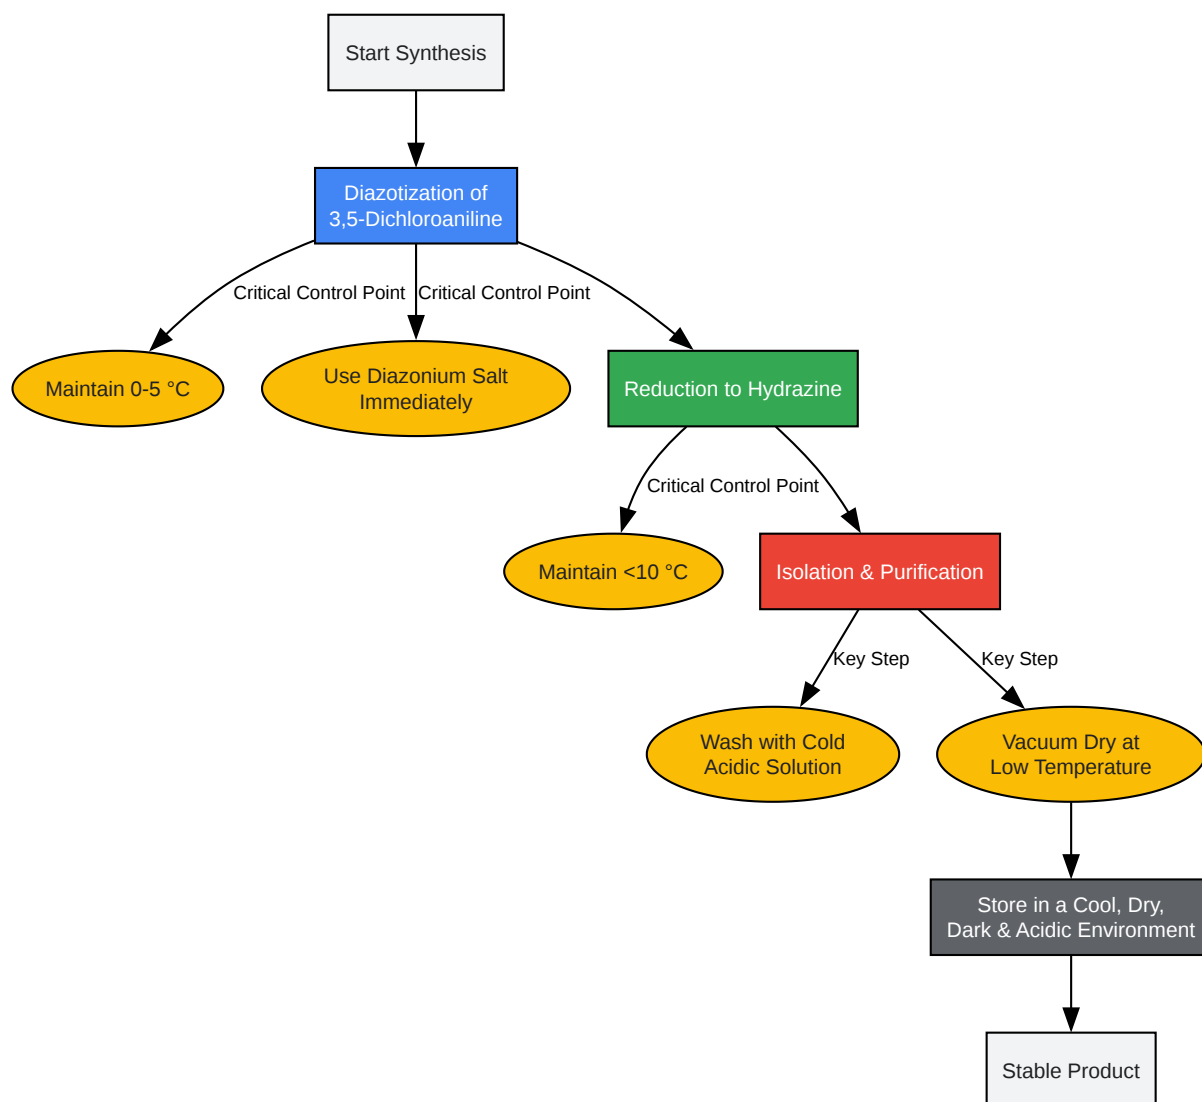 Start Synthesis
Diazotization of
3,5-Dichloroaniline
Critical Control Point
Critical Control Point
Maintain 0-5 °C
Use Diazonium Salt
Immediately
Reduction to Hydrazine
Critical Control Point
Maintain <10 °C
Isolation & Purification
Key Step
Key Step
Wash with Cold
Acidic Solution
Vacuum Dry at
Low Temperature
Store in a Cool, Dry,
Dark & Acidic Environment
Stable Product